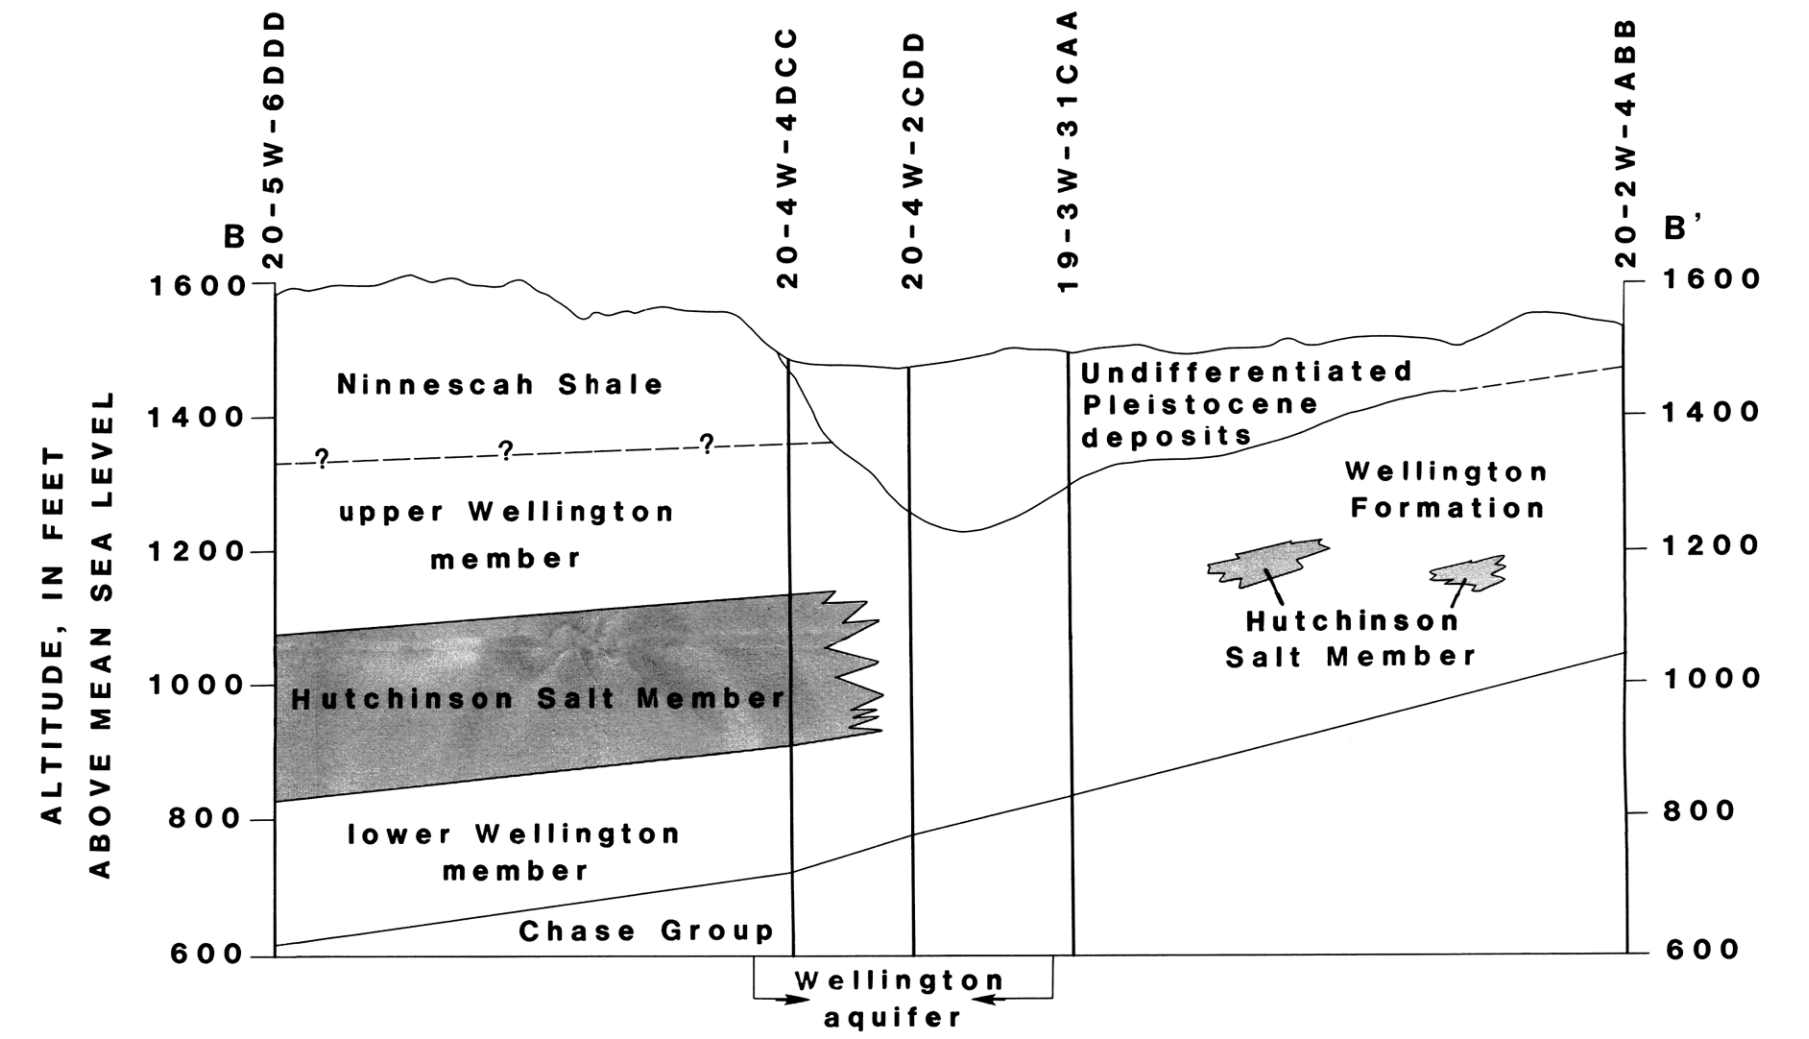 20-5W-6DDD
20-4W-4DCC
20-4W-2CDD
19-3W-31CAA
20-2W-4ABB
B
B'
1600
1400
1200
1000
800
600
ALTITUDE, IN FEET
ABOVE MEAN SEA LEVEL
Ninnescah Shale
? ? ?
upper Wellington
member
Hutchinson Salt Member
lower Wellington
member
Chase Group
Undifferentiated
Pleistocene
deposits
Wellington
Formation
Hutchinson
Salt Member
1600
1400
1200
1000
800
600
Wellington
aquifer